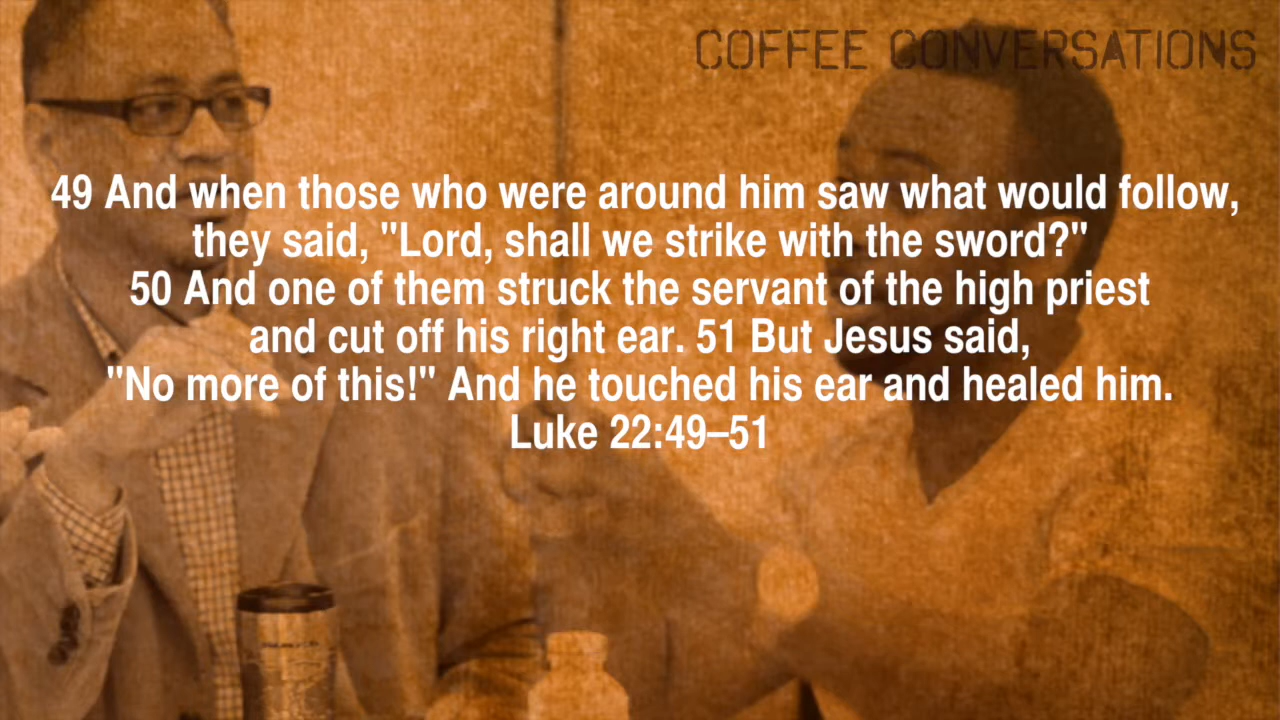 COFFEE CONVERSATIONS
49 And when those who were around him saw what would follow,
they said, "Lord, shall we strike with the sword?"
50 And one of them struck the servant of the high priest
and cut off his right ear. 51 But Jesus said,
"No more of this!" And he touched his ear and healed him.
Luke 22:49–51